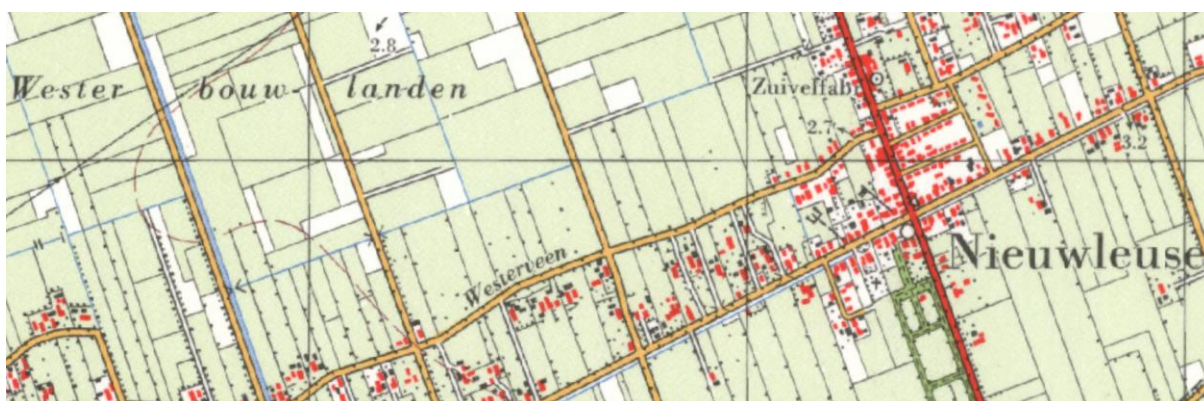 2.8
Wester bouw- landen
Zuivelfab.
2.7
3.2
Westerveen
Nieuwleuse